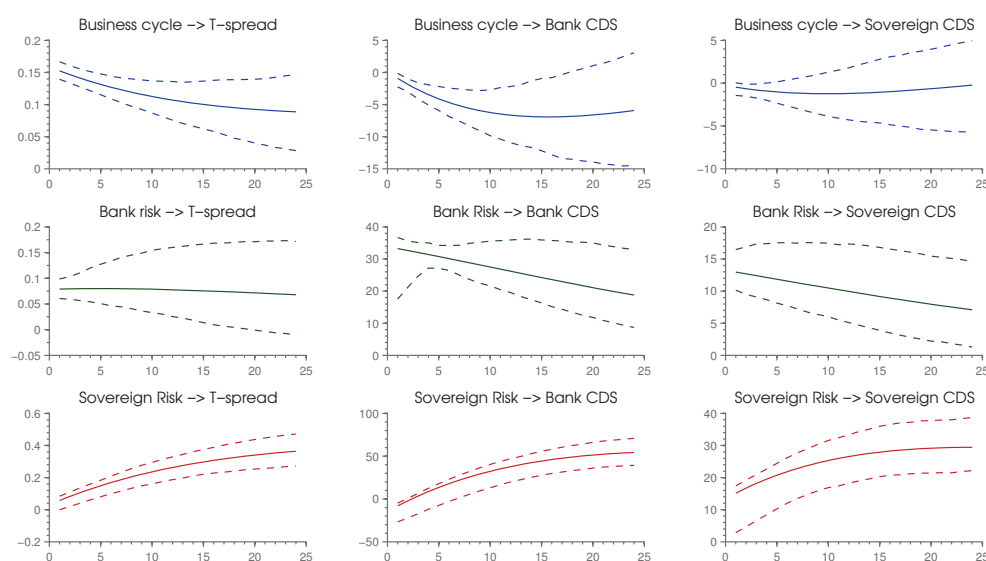 Business cycle –> T–spread
Business cycle –> Bank CDS
Business cycle –> Sovereign CDS
0.2
0.15
0.1
0.05
0
0 5 10 15 20 25
5
0
−5
−10
−15
0 5 10 15 20 25
5
0
−5
−10
0 5 10 15 20 25
Bank risk –> T–spread
Bank Risk –> Bank CDS
Bank Risk –> Sovereign CDS
0.2
0.15
0.1
0.05
0
−0.05
0 5 10 15 20 25
40
30
20
10
0
0 5 10 15 20 25
20
15
10
5
0
0 5 10 15 20 25
Sovereign Risk –> T–spread
Sovereign Risk –> Bank CDS
Sovereign Risk –> Sovereign CDS
0.6
0.4
0.2
0
−0.2
0 5 10 15 20 25
100
50
0
−50
0 5 10 15 20 25
40
30
20
10
0
0 5 10 15 20 25